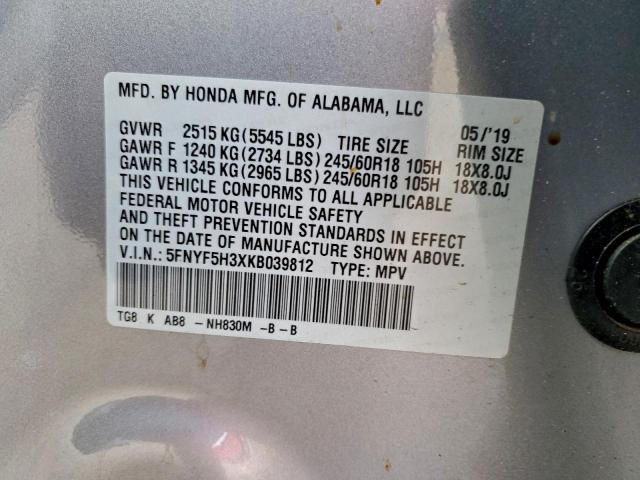 MFD. BY HONDA MFG. OF ALABAMA, LLC
GVWR 2515 KG (5545 LBS) TIRE SIZE 05/'19 RIM SIZE
GAWR F 1240 KG (2734 LBS) 245/60R18 105H 18X8.0J
GAWR R 1345 KG (2965 LBS) 245/60R18 105H 18X8.0J
THIS VEHICLE CONFORMS TO ALL APPLICABLE
FEDERAL MOTOR VEHICLE SAFETY
AND THEFT PREVENTION STANDARDS IN EFFECT
ON THE DATE OF MANUFACTURE SHOWN ABOVE.
V.I.N.: 5FNYF5H3XKB039812 TYPE: MPV
TG8 K AB8 - NH830M -B - B